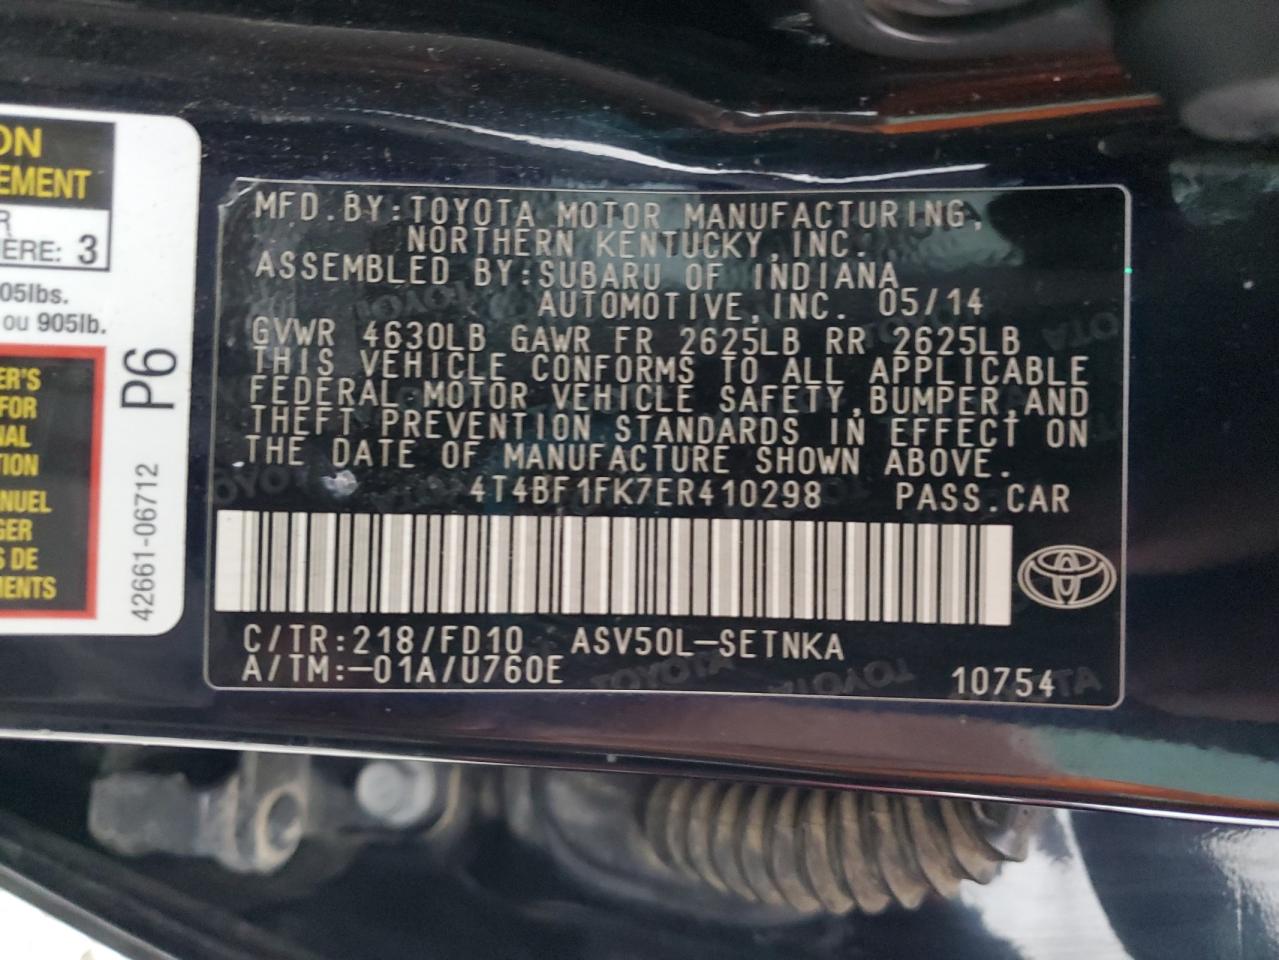 ON
EMENT
R
ERE: 3
05lbs.
ou 905lb.
ER'S
FOR
NAL
TION
NUEL
GER
S DE
MENTS
P6
42661-06712
MFD.BY:TOYOTA MOTOR MANUFACTURING,
NORTHERN KENTUCKY,INC.
ASSEMBLED BY:SUBARU OF INDIANA
AUTOMOTIVE,INC. 05/14
GVWR 4630LB GAWR FR 2625LB RR 2625LB
THIS VEHICLE CONFORMS TO ALL APPLICABLE
FEDERAL MOTOR VEHICLE SAFETY,BUMPER,AND
THEFT PREVENTION STANDARDS IN EFFECT ON
THE DATE OF MANUFACTURE SHOWN ABOVE.
4T4BF1FK7ER410298 PASS.CAR
C/TR:218/FD10 ASV50L-SETNKA
A/TM:-01A/U760E 10754